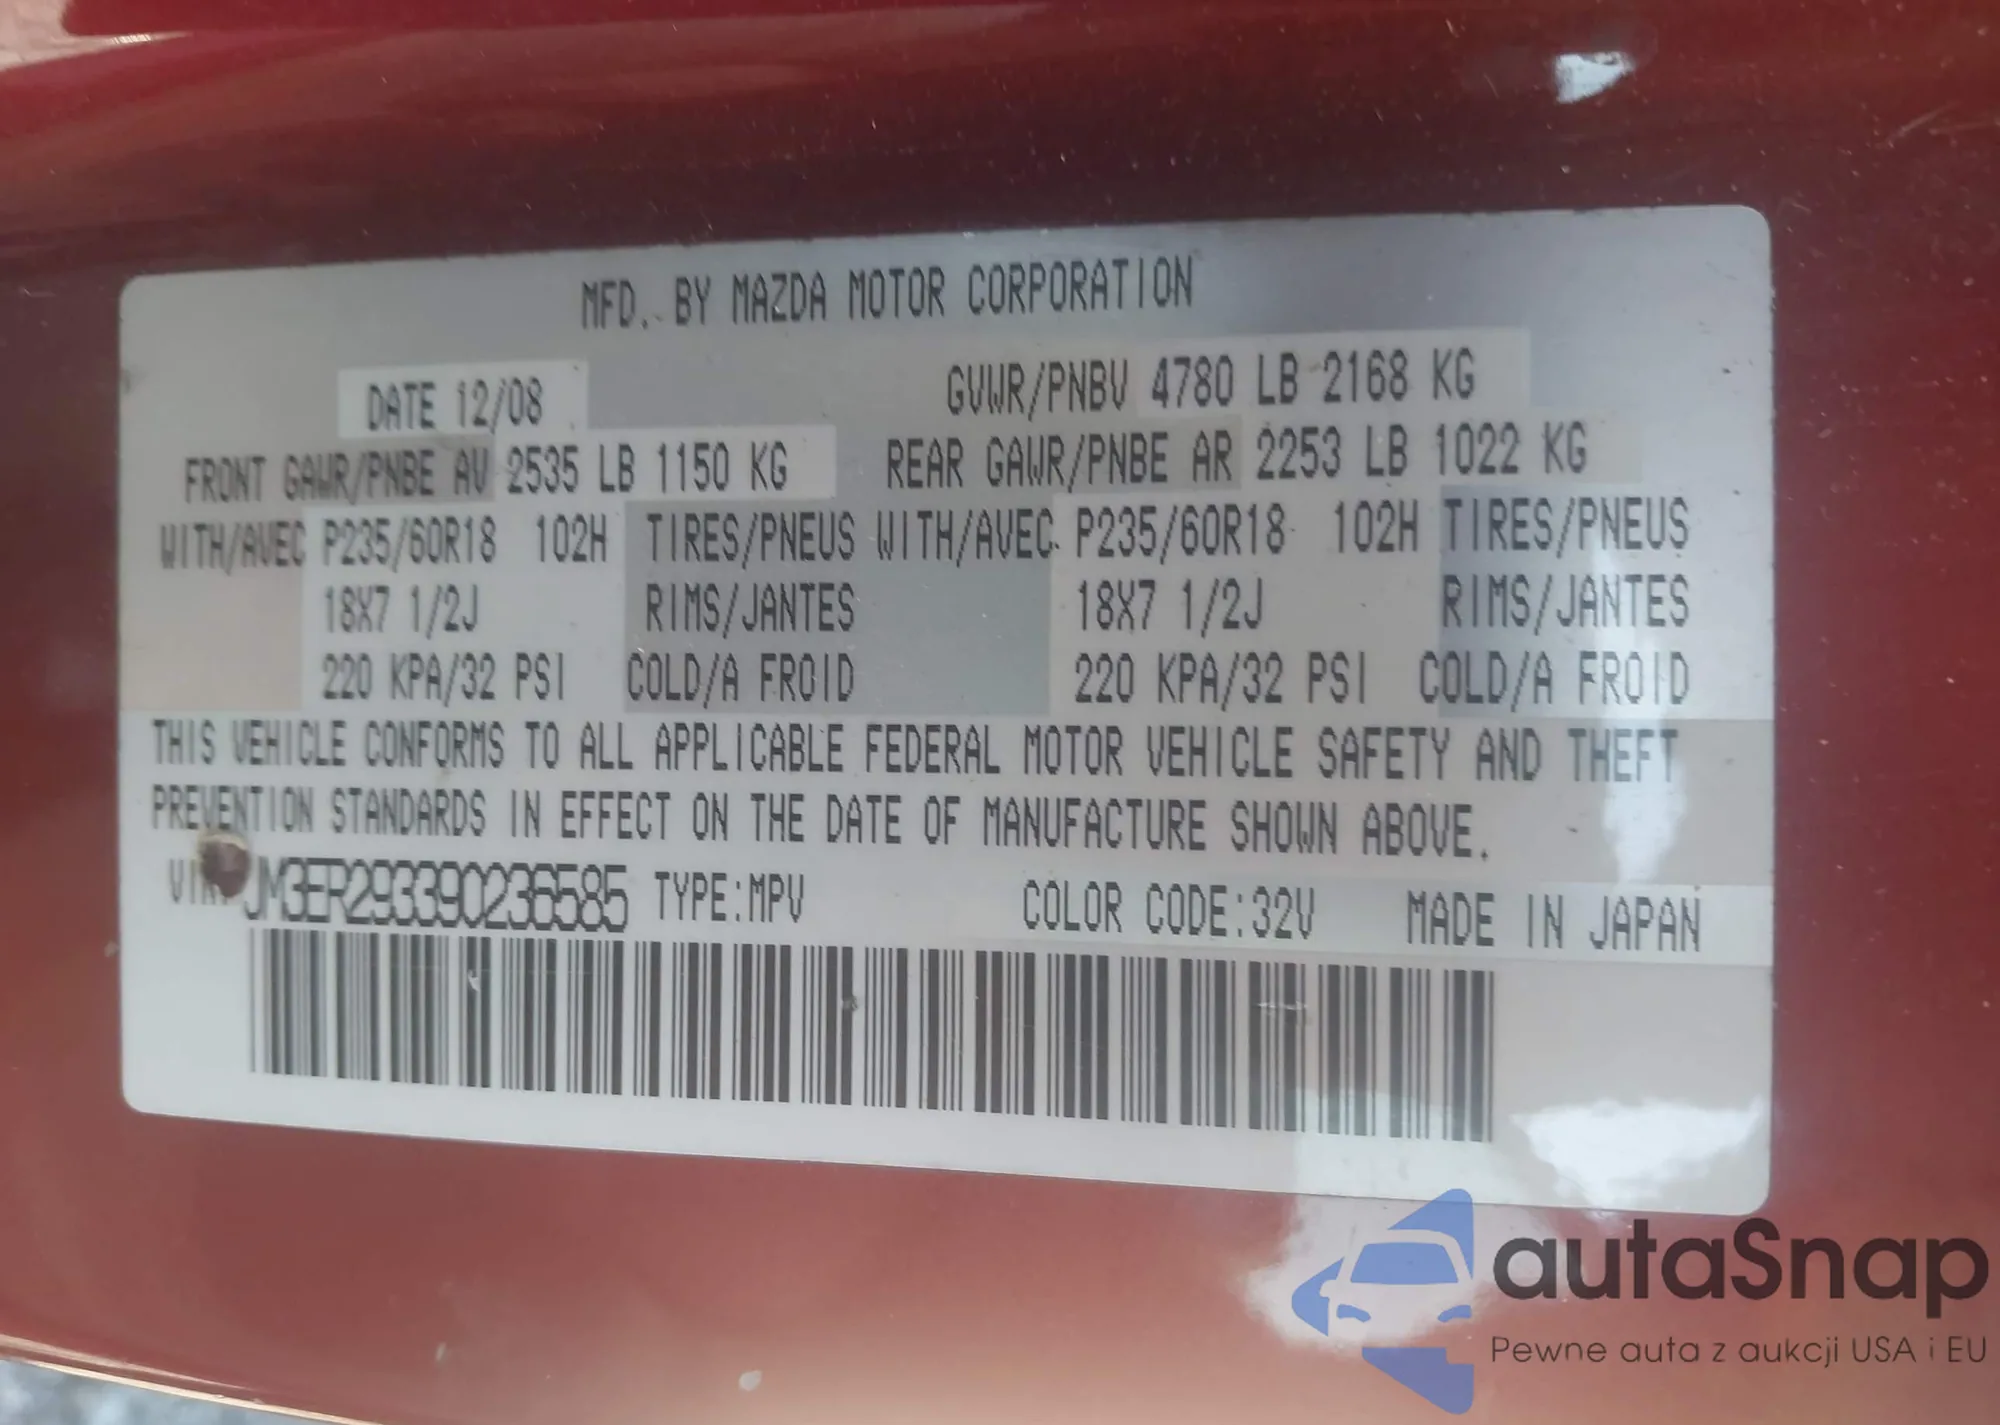 MFD. BY MAZDA MOTOR CORPORATION
DATE 12/08 GVWR/PNBV 4780 LB 2168 KG
FRONT GAWR/PNBE AV 2535 LB 1150 KG REAR GAWR/PNBE AR 2253 LB 1022 KG
WITH/AVEC P235/60R18 102H TIRES/PNEUS WITH/AVEC P235/60R18 102H TIRES/PNEUS
18X7 1/2J RIMS/JANTES 18X7 1/2J RIMS/JANTES
220 KPA/32 PSI COLD/A FROID 220 KPA/32 PSI COLD/A FROID
THIS VEHICLE CONFORMS TO ALL APPLICABLE FEDERAL MOTOR VEHICLE SAFETY AND THEFT
PREVENTION STANDARDS IN EFFECT ON THE DATE OF MANUFACTURE SHOWN ABOVE.
VIN: JM3ER293390236585 TYPE:MPV COLOR CODE:32V MADE IN JAPAN
autaSnap
Pewne auta z aukcji USA i EU